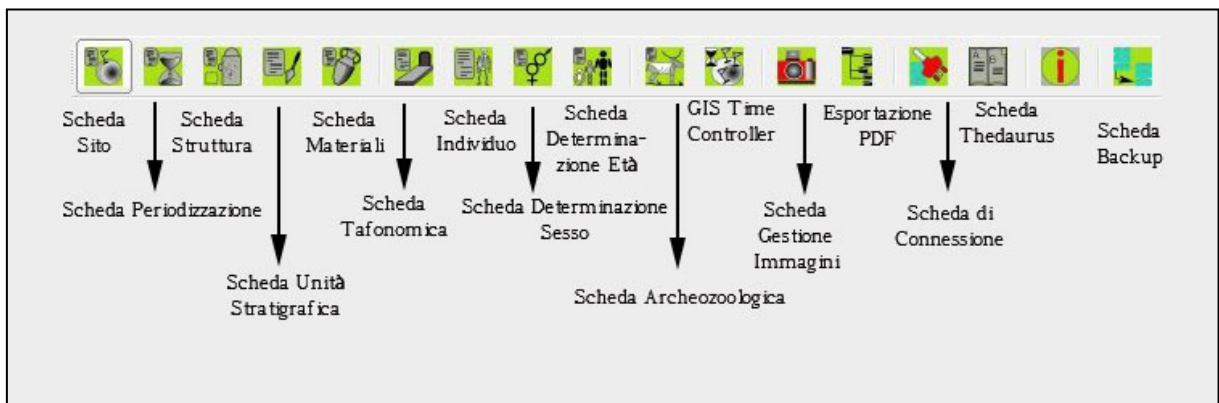 Scheda
Sito
Scheda
Struttura
Scheda
Materiali
Scheda
Individuo
Scheda
Determina-
zione Età
GIS Time
Controller
Esportazione
PDF
Scheda
Thedaurus
Scheda
Backup
Scheda Periodizzazione
Scheda
Tafonomica
Scheda Determinazione
Sesso
Scheda
Gestione
Immagini
Scheda di
Connessione
Scheda Unità
Stratigrafica
Scheda Archeozoologica